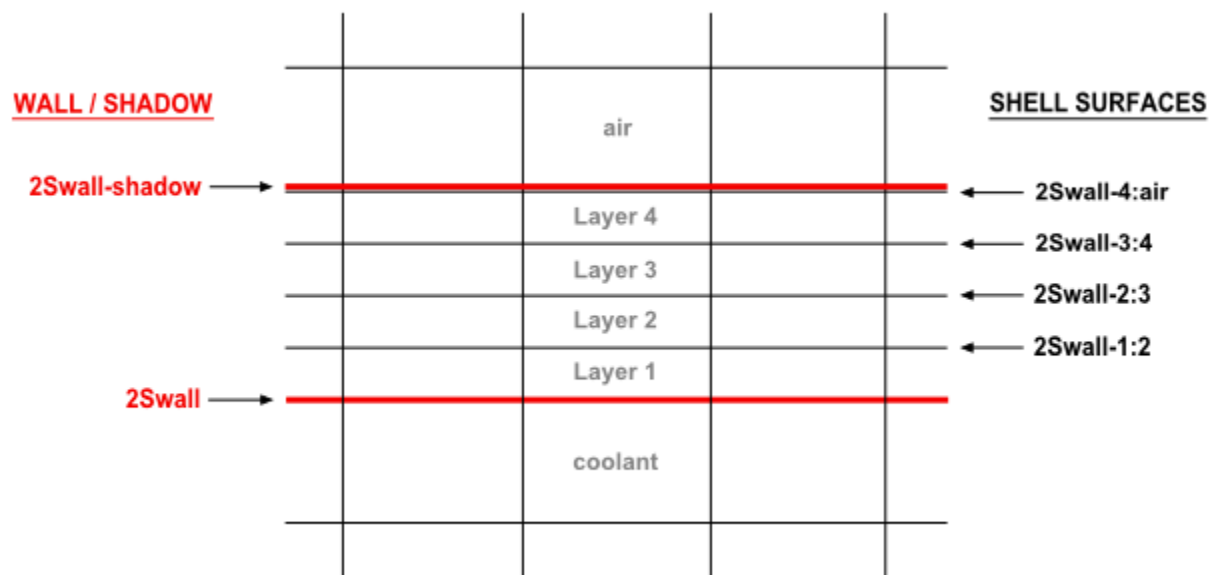 WALL / SHADOW
SHELL SURFACES
air
2Swall-shadow
2Swall-4:air
Layer 4
2Swall-3:4
Layer 3
2Swall-2:3
Layer 2
2Swall-1:2
Layer 1
2Swall
coolant